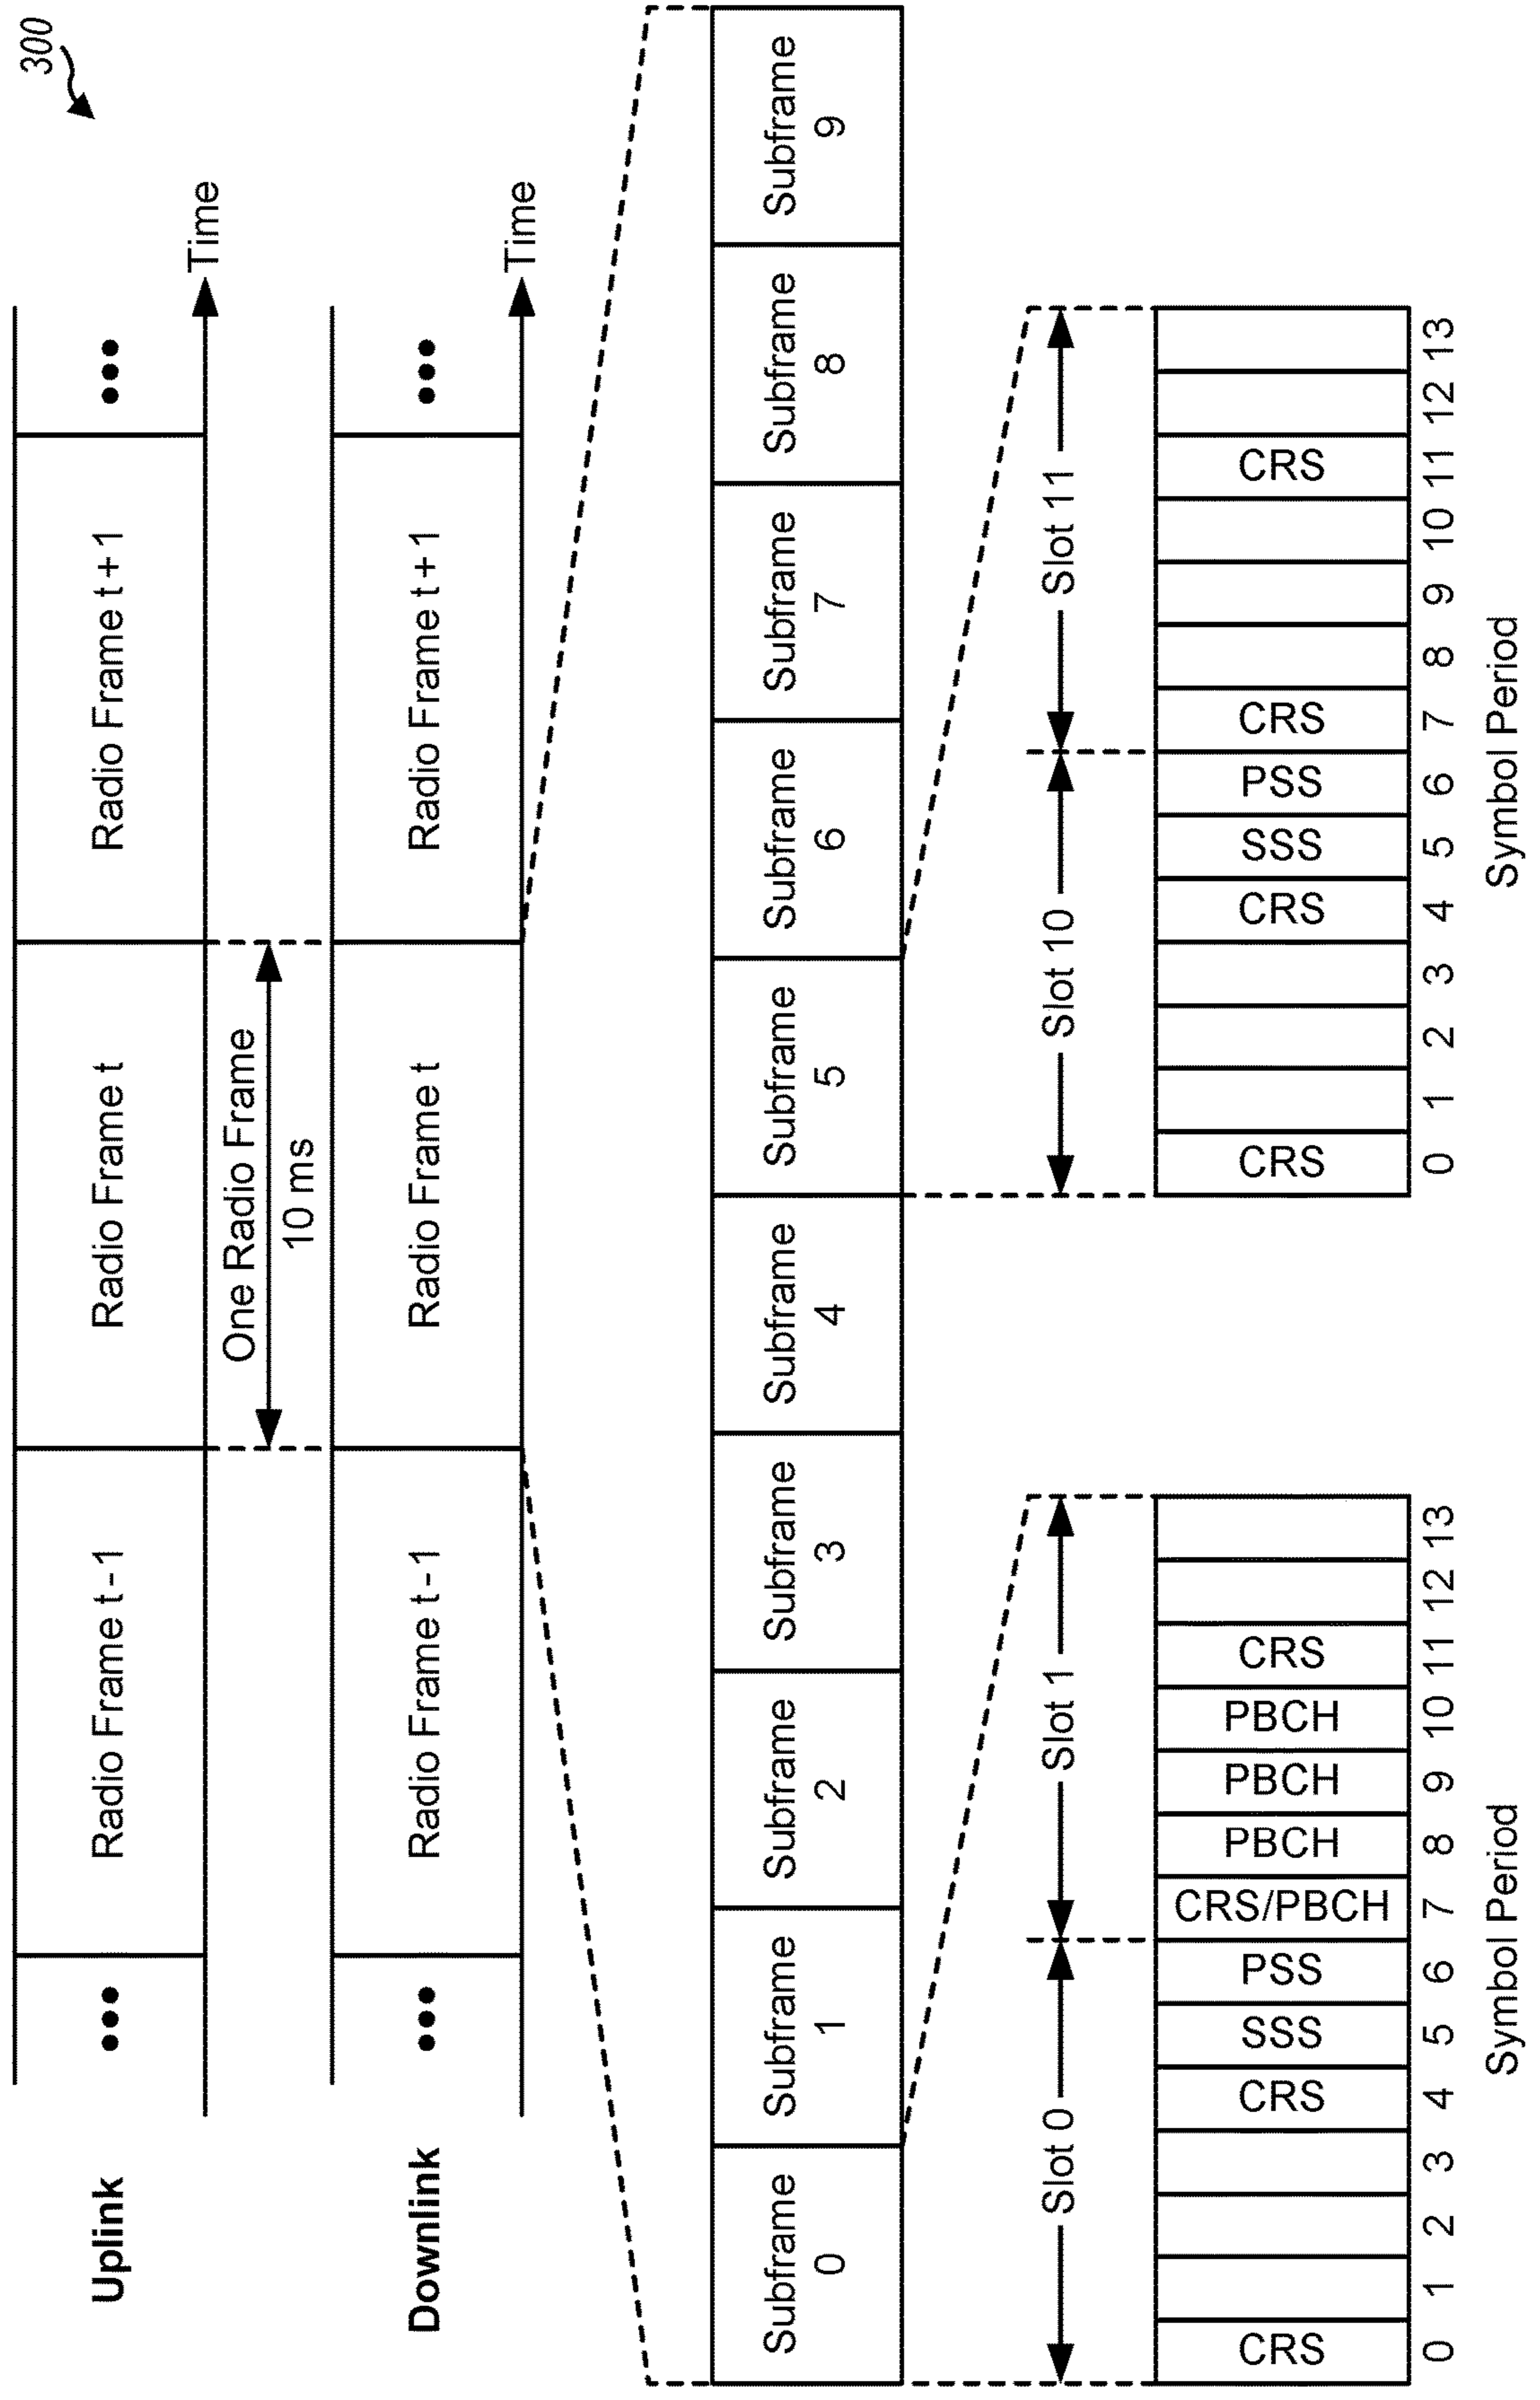 300
Uplink
Radio Frame t-1
Radio Frame t
Radio Frame t+1
Time
One Radio Frame
10 ms
Downlink
Radio Frame t-1
Radio Frame t
Radio Frame t+1
Time
Subframe
0
Subframe
1
Subframe
2
Subframe
3
Subframe
4
Subframe
5
Subframe
6
Subframe
7
Subframe
8
Subframe
9
Slot 0
Slot 1
CRS
CRS
SSS
PSS
CRS/PBCH
PBCH
PBCH
PBCH
CRS
0 1 2 3 4 5 6 7 8 9 10 11 12 13
Symbol Period
Slot 10
Slot 11
CRS
CRS
SSS
PSS
CRS
CRS
0 1 2 3 4 5 6 7 8 9 10 11 12 13
Symbol Period